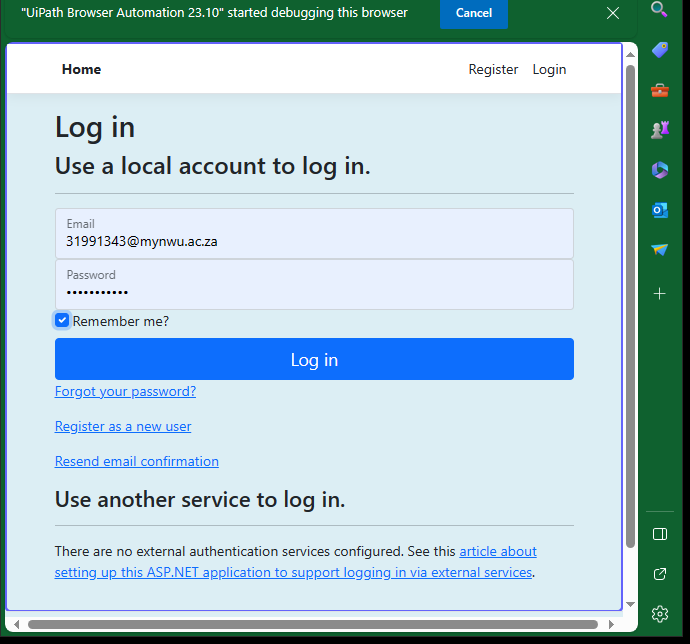 "UiPath Browser Automation 23.10" started debugging this browser Cancel
Home Register Login
Log in
Use a local account to log in.
Email
31991343@mynwu.ac.za
Password
•••••••••••
Remember me?
Log in
Forgot your password?
Register as a new user
Resend email confirmation
Use another service to log in.
There are no external authentication services configured. See this article about
setting up this ASP.NET application to support logging in via external services.